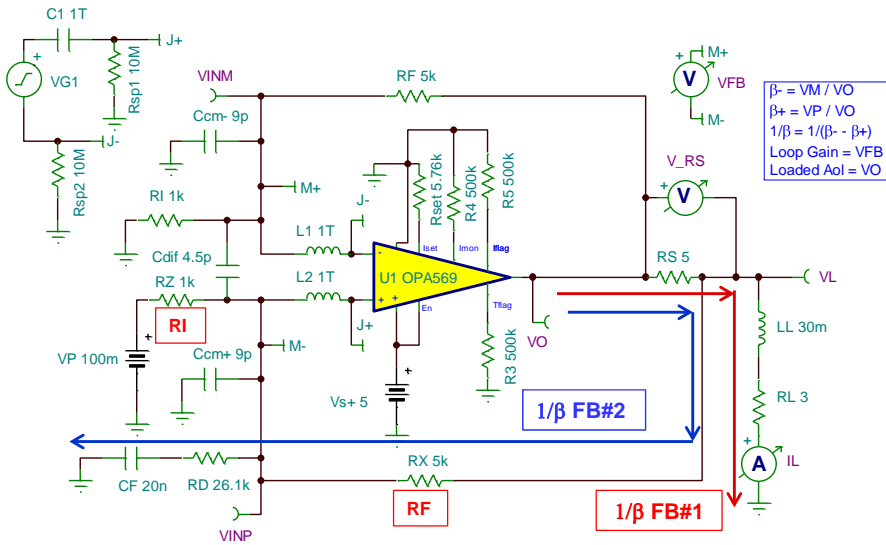 C1 1T
J+
VG1
Rsp1 10M
J-
Rsp2 10M
VINM
RF 5k
Ccm- 9p
M+
VFB
M-
β- = VM / VO
β+ = VP / VO
1/β = 1/(β- - β+)
Loop Gain = VFB
Loaded Aol = VO
V_RS
RI 1k
M+
J-
Rset 5.76k
R4 500k
R5 500k
L1 1T
Iset
Imon
Iflag
Cdif 4.5p
U1 OPA569
RS 5
VL
L2 1T
RZ 1k
RI
Tflag
En
J+
VO
LL 30m
M-
VP 100m
Ccm+ 9p
Vs+ 5
R3 500k
1/β FB#2
RL 3
IL
CF 20n
RD 26.1k
RX 5k
RF
1/β FB#1
VINP
V
V
A
+
+
+
+
+
+
+
-
+
+